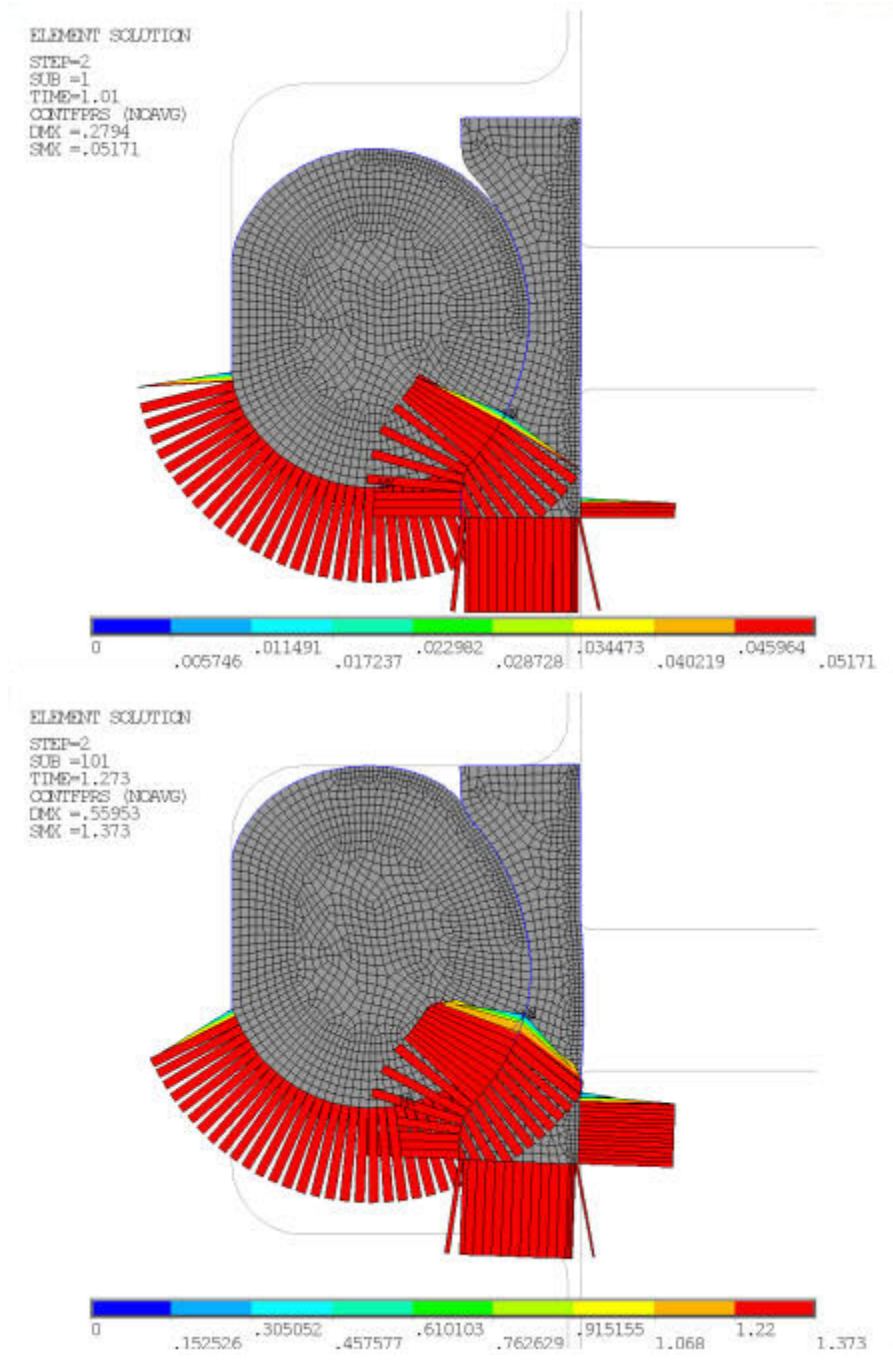 ELEMENT SOLUTION
STEP=2
SUB =1
TIME=1.01
CONTFPRS (NOAVG)
DMX =.2794
SMX =.05171
0 .011491 .022982 .034473 .045964
.005746 .017237 .028728 .040219 .05171
ELEMENT SOLUTION
STEP=2
SUB =101
TIME=1.273
CONTFPRS (NOAVG)
DMX =.55953
SMX =1.373
0 .305052 .610103 .915155 1.22
.152526 .457577 .762629 1.068 1.373